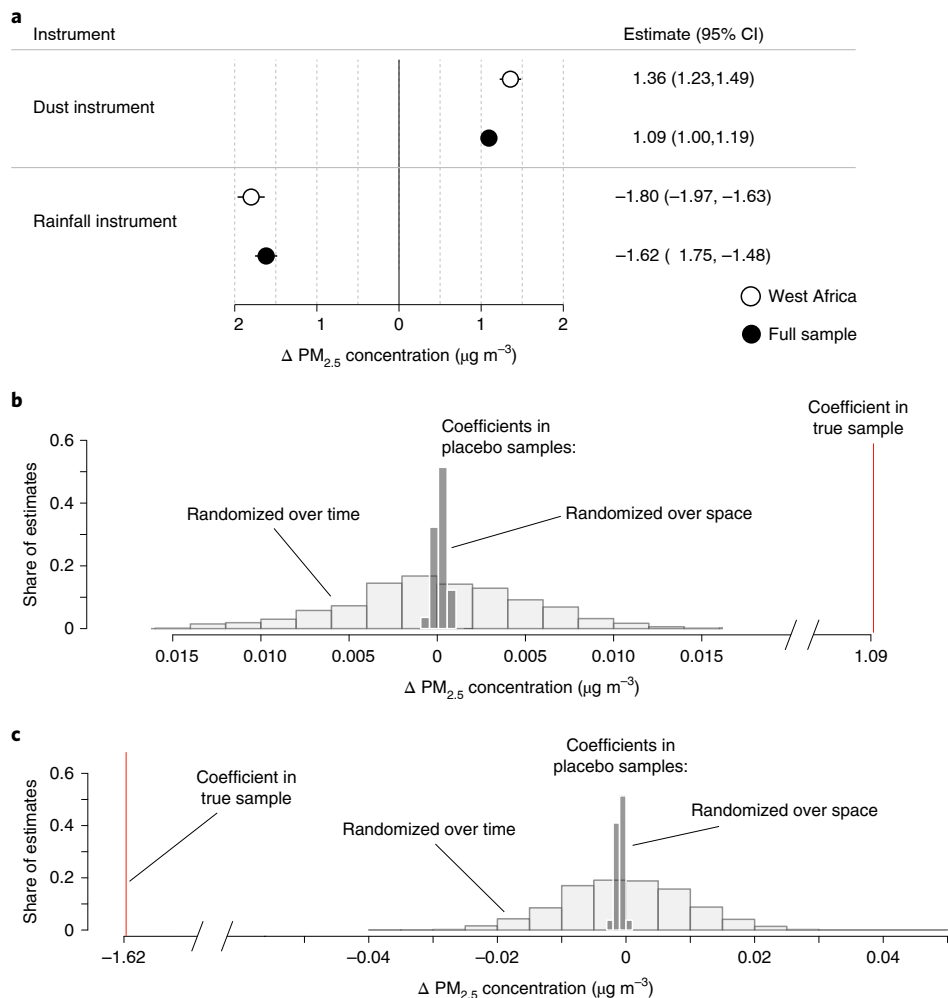 a
Instrument
Estimate (95% CI)
Dust instrument
1.36 (1.23,1.49)
1.09 (1.00,1.19)
Rainfall instrument
–1.80 (–1.97, –1.63)
–1.62 ( 1.75, –1.48)
West Africa
Full sample
2 1 0 1 2
Δ PM2.5 concentration (μg m–3)
b
Coefficients in
placebo samples:
Coefficient in
true sample
Randomized over time
Randomized over space
Share of estimates
0.6
0.4
0.2
0
0.015 0.010 0.005 0 0.005 0.010 0.015 1.09
Δ PM2.5 concentration (μg m–3)
c
Coefficients in
placebo samples:
Coefficient in
true sample
Randomized over space
Randomized over time
Share of estimates
0.6
0.4
0.2
0
–1.62 –0.04 –0.02 0 0.02 0.04
Δ PM2.5 concentration (μg m–3)